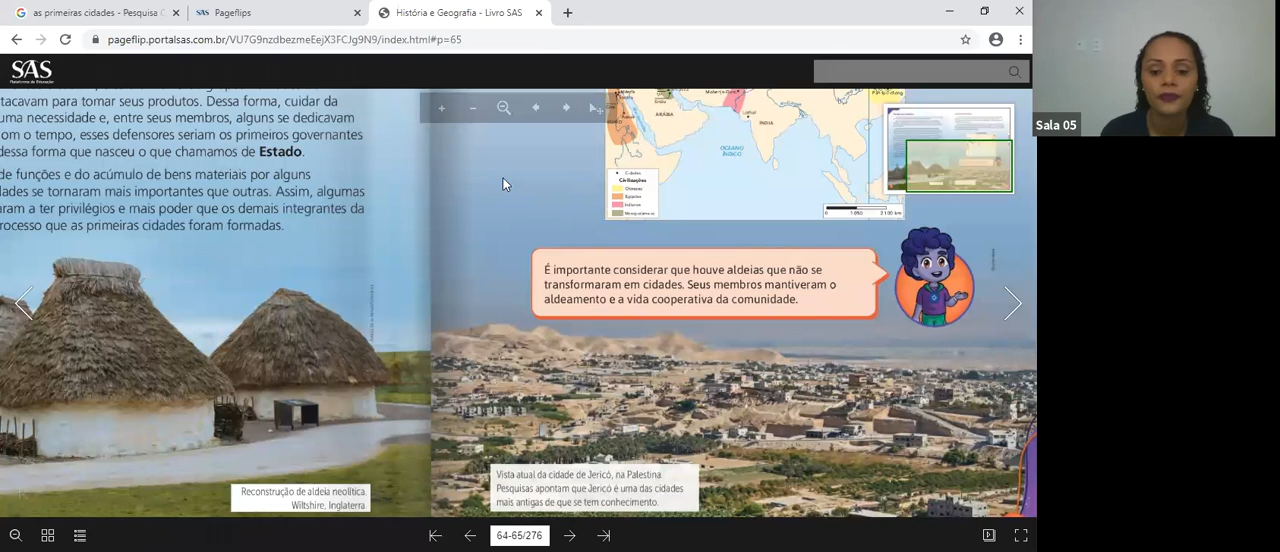 as primeiras cidades - Pesquisa G
SAS Pageflips
História e Geografia - Livro SAS
pageflip.portalsas.com.br/VU7G9nzdbezmeEejX3FCJg9N9/index.html#p=65
SAS
Plataforma de Educação
Sala 05
tacavam para tomar seus produtos. Dessa forma, cuidar da
uma necessidade e, entre seus membros, alguns se dedicavam
om o tempo, esses defensores seriam os primeiros governantes
dessa forma que nasceu o que chamamos de Estado.
de funções e do acúmulo de bens materiais por alguns
dades se tornaram mais importantes que outras. Assim, algumas
aram a ter privilégios e mais poder que os demais integrantes da
rocesso que as primeiras cidades foram formadas.
ARÁBIA
ÍNDIA
OCEANO
ÍNDICO
Cidades
Civilizações
É importante considerar que houve aldeias que não se
transformaram em cidades. Seus membros mantiveram o
aldeamento e a vida cooperativa da comunidade.
Reconstrução de aldeia neolítica.
Wiltshire, Inglaterra.
Vista atual da cidade de Jericó, na Palestina.
Pesquisas apontam que Jericó é uma das cidades
mais antigas de que se tem conhecimento.
64-65/276